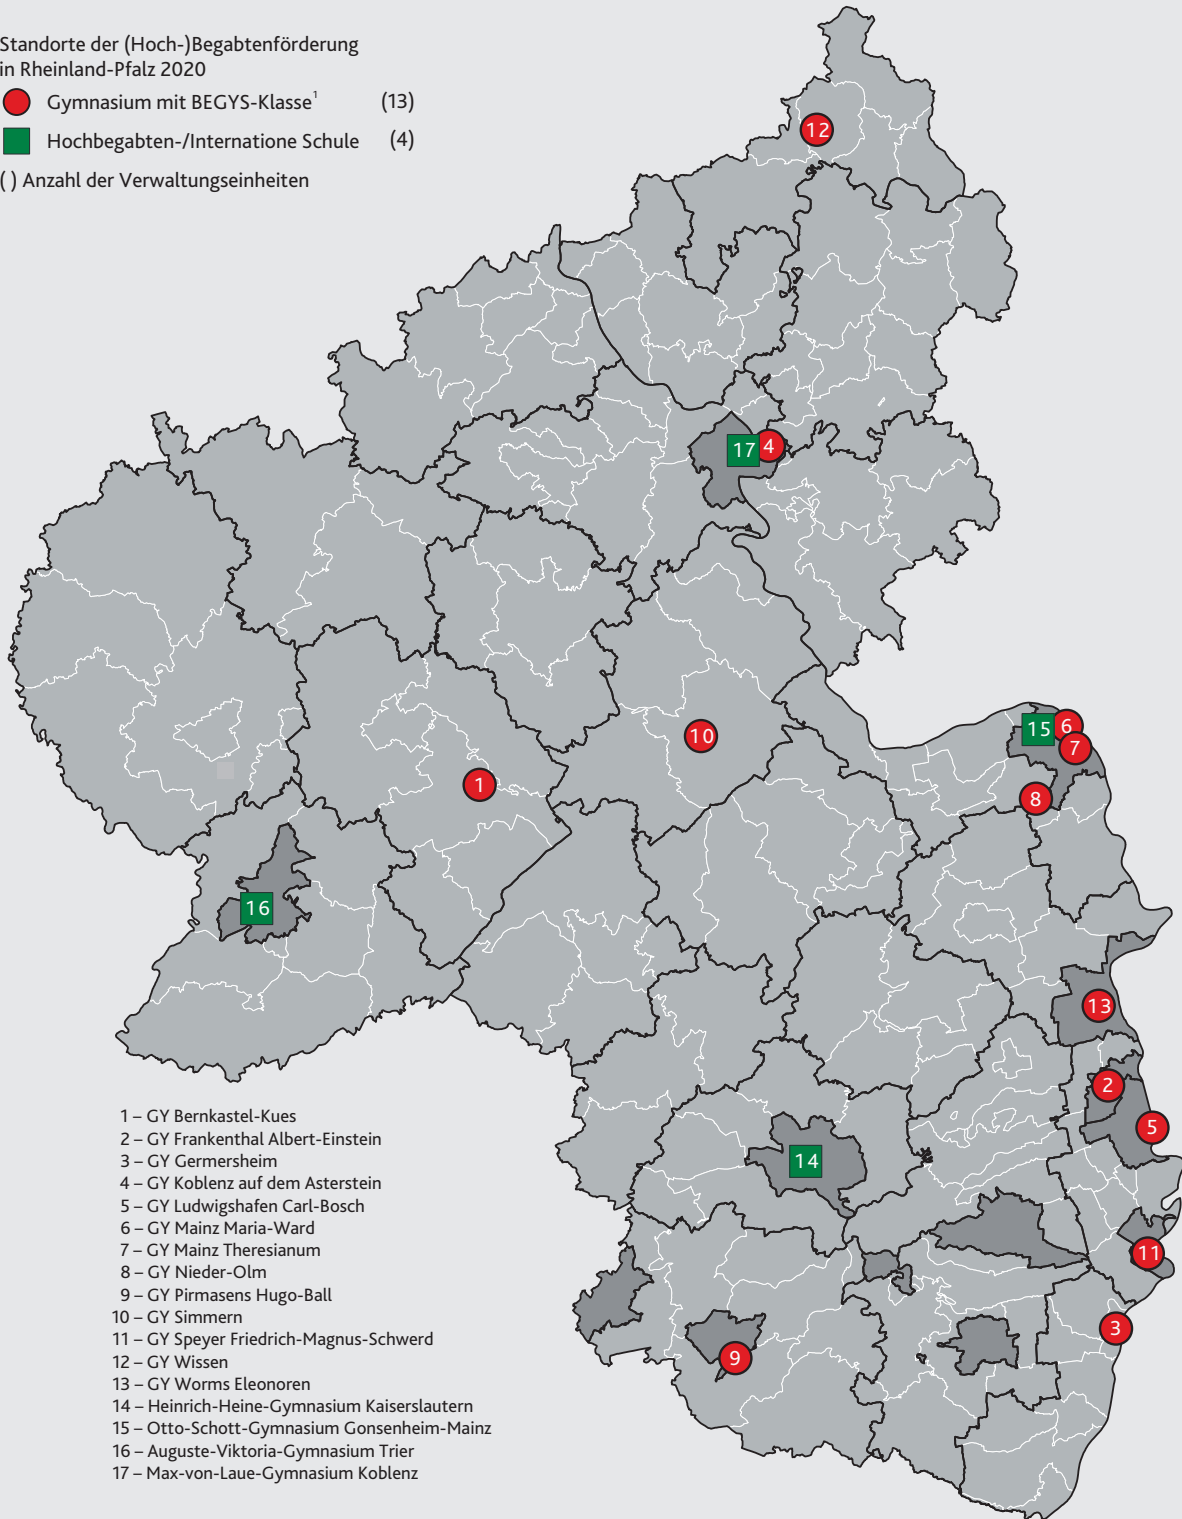 Standorte der (Hoch-)Begabtenförderung
in Rheinland-Pfalz 2020
Gymnasium mit BEGYS-Klasse¹ (13)
Hochbegabten-/Internatione Schule (4)
( ) Anzahl der Verwaltungseinheiten
12
17 4
10
15 6
7
1
8
16
13
2
5
14
11
3
9
1 – GY Bernkastel-Kues
2 – GY Frankenthal Albert-Einstein
3 – GY Germersheim
4 – GY Koblenz auf dem Asterstein
5 – GY Ludwigshafen Carl-Bosch
6 – GY Mainz Maria-Ward
7 – GY Mainz Theresianum
8 – GY Nieder-Olm
9 – GY Pirmasens Hugo-Ball
10 – GY Simmern
11 – GY Speyer Friedrich-Magnus-Schwerd
12 – GY Wissen
13 – GY Worms Eleonoren
14 – Heinrich-Heine-Gymnasium Kaiserslautern
15 – Otto-Schott-Gymnasium Gonsenheim-Mainz
16 – Auguste-Viktoria-Gymnasium Trier
17 – Max-von-Laue-Gymnasium Koblenz